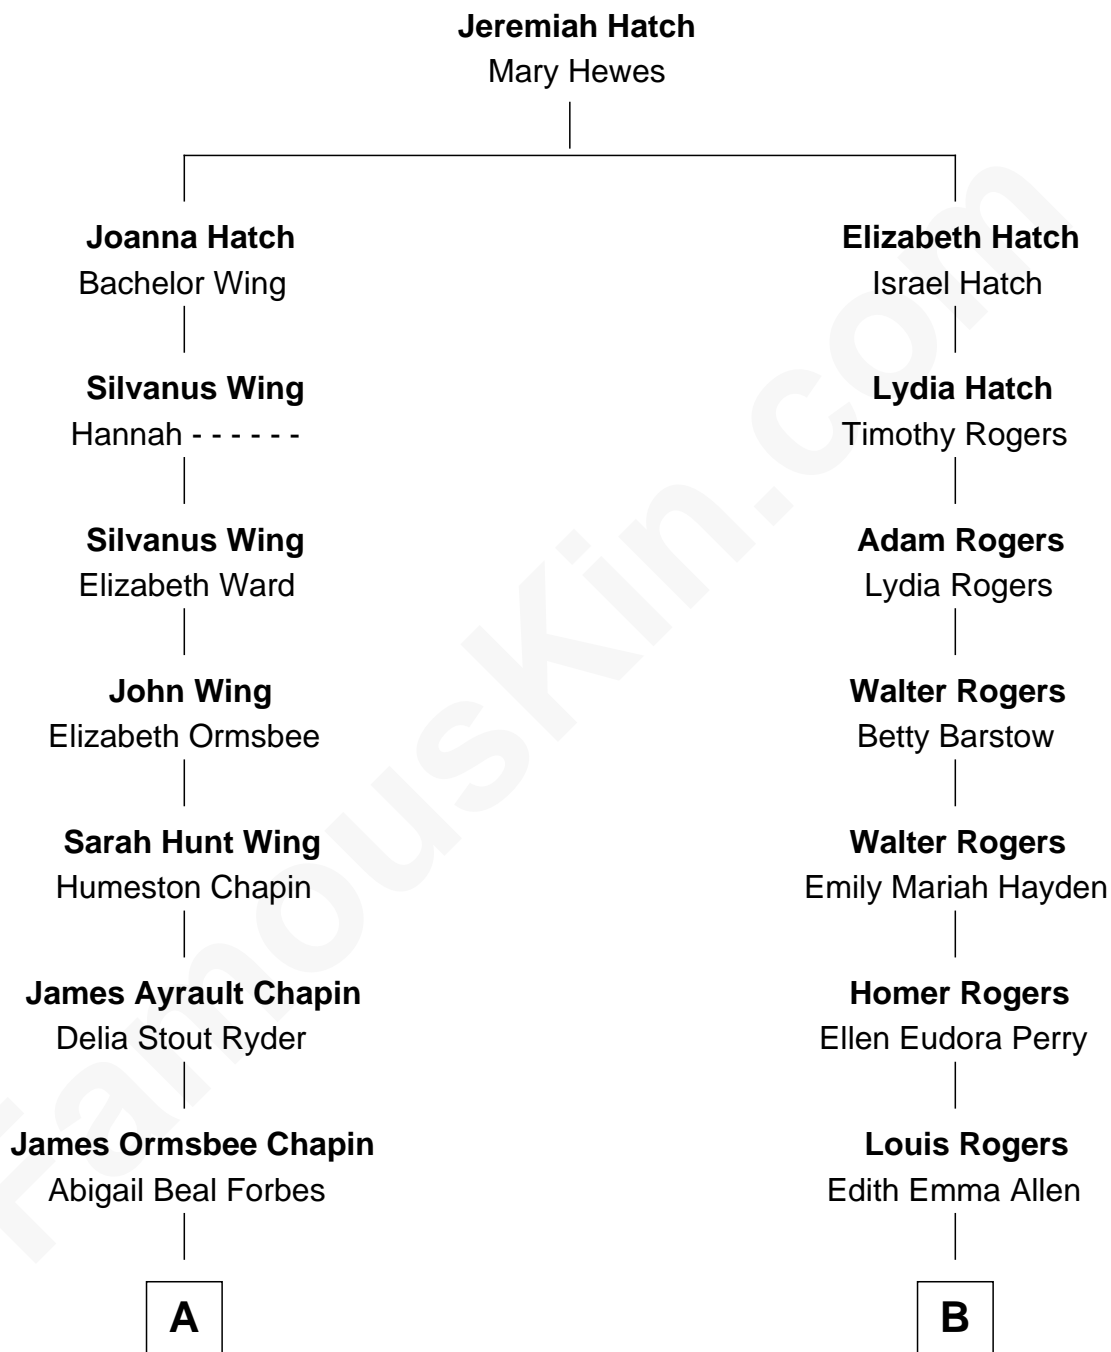 Jeremiah Hatch
Mary Hewes
Joanna Hatch
Bachelor Wing
Elizabeth Hatch
Israel Hatch
Silvanus Wing
Hannah - - - - - -
Lydia Hatch
Timothy Rogers
Silvanus Wing
Elizabeth Ward
Adam Rogers
Lydia Rogers
John Wing
Elizabeth Ormsbee
Walter Rogers
Betty Barstow
Sarah Hunt Wing
Humeston Chapin
Walter Rogers
Emily Mariah Hayden
James Ayrault Chapin
Delia Stout Ryder
Homer Rogers
Ellen Eudora Perry
James Ormsbee Chapin
Abigail Beal Forbes
Louis Rogers
Edith Emma Allen
A
B
FamousKin.com